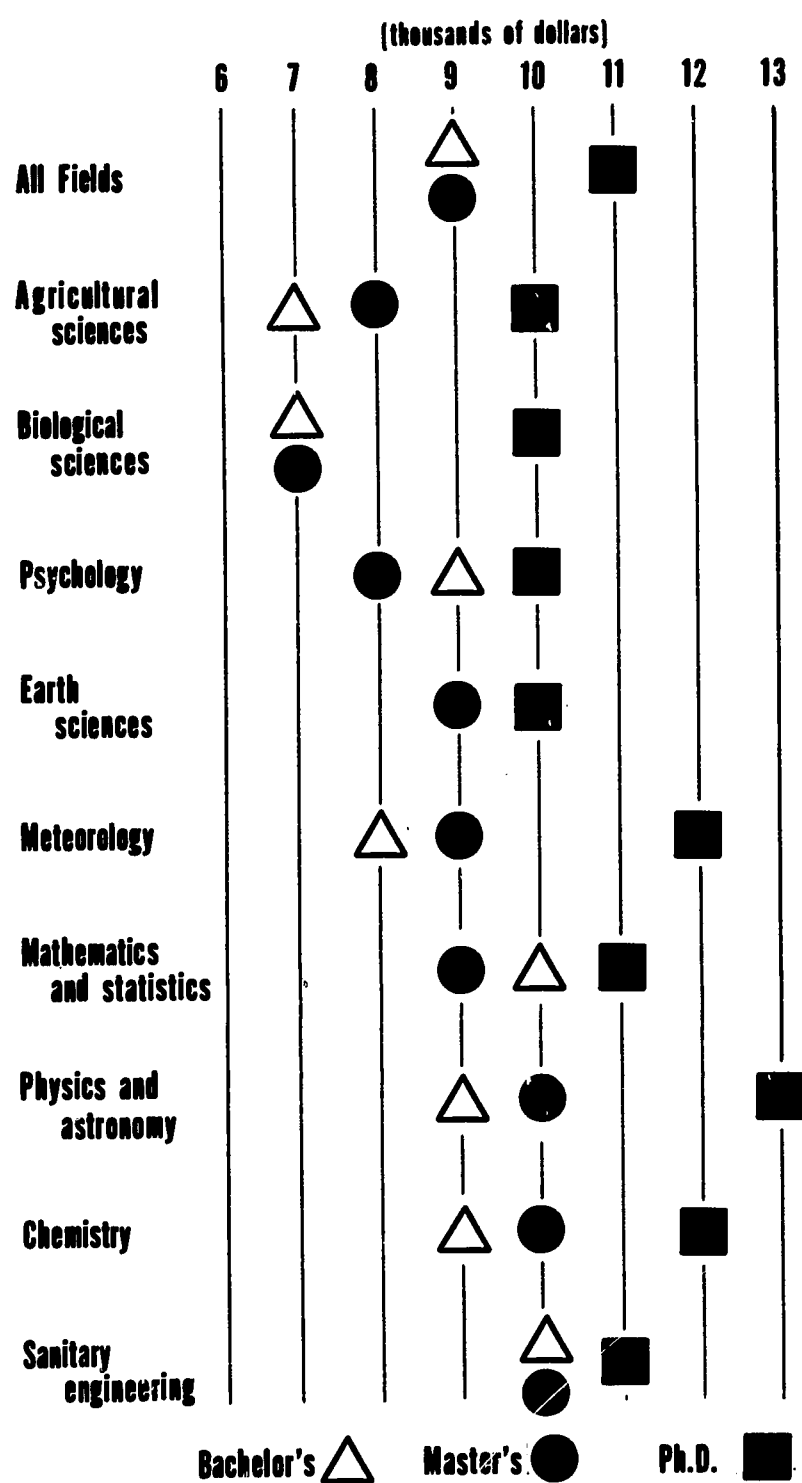 (thousands of dollars)
6 7 8 9 10 11 12 13
All Fields
Agricultural
sciences
Biological
sciences
Psychology
Earth
sciences
Meteorology
Mathematics
and statistics
Physics and
astronomy
Chemistry
Sanitary
engineering
Bachelor's Master's Ph.D.